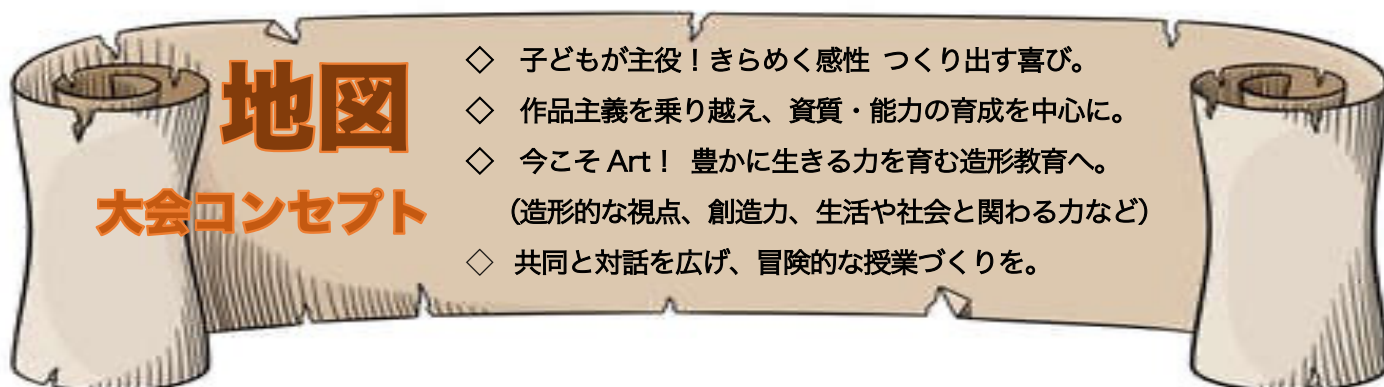 地図
大会コンセプト
◇ 子どもが主役！きらめく感性 つくり出す喜び。
◇ 作品主義を乗り越え、資質・能力の育成を中心に。
◇ 今こそ Art！ 豊かに生きる力を育む造形教育へ。
（造形的な視点、創造力、生活や社会と関わる力など）
◇ 共同と対話を広げ、冒険的な授業づくりを。